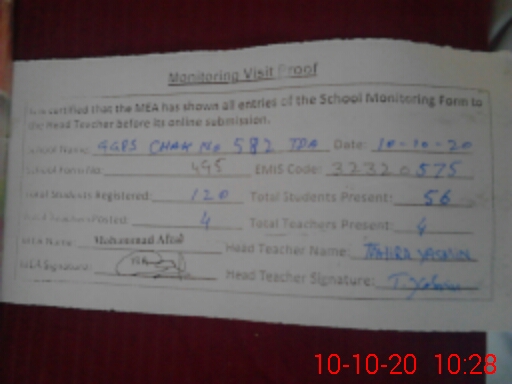 Monitoring Visit Proof
It is certified that the MEA has shown all entries of the School Monitoring Form to
the Head Teacher before its online submission.
School Name: GGPS CHAK No 582 TDA Date: 10-10-20
School Form No: 495 EMIS Code: 32320575
Total Students Registered: 120 Total Students Present: 56
Total Teachers Posted: 4 Total Teachers Present: 4
MEA Name: Mohammad Afzal Head Teacher Name: TAHIRA YASMIN
MEA Signature: Head Teacher Signature: T.Yasmin
10-10-20 10:28